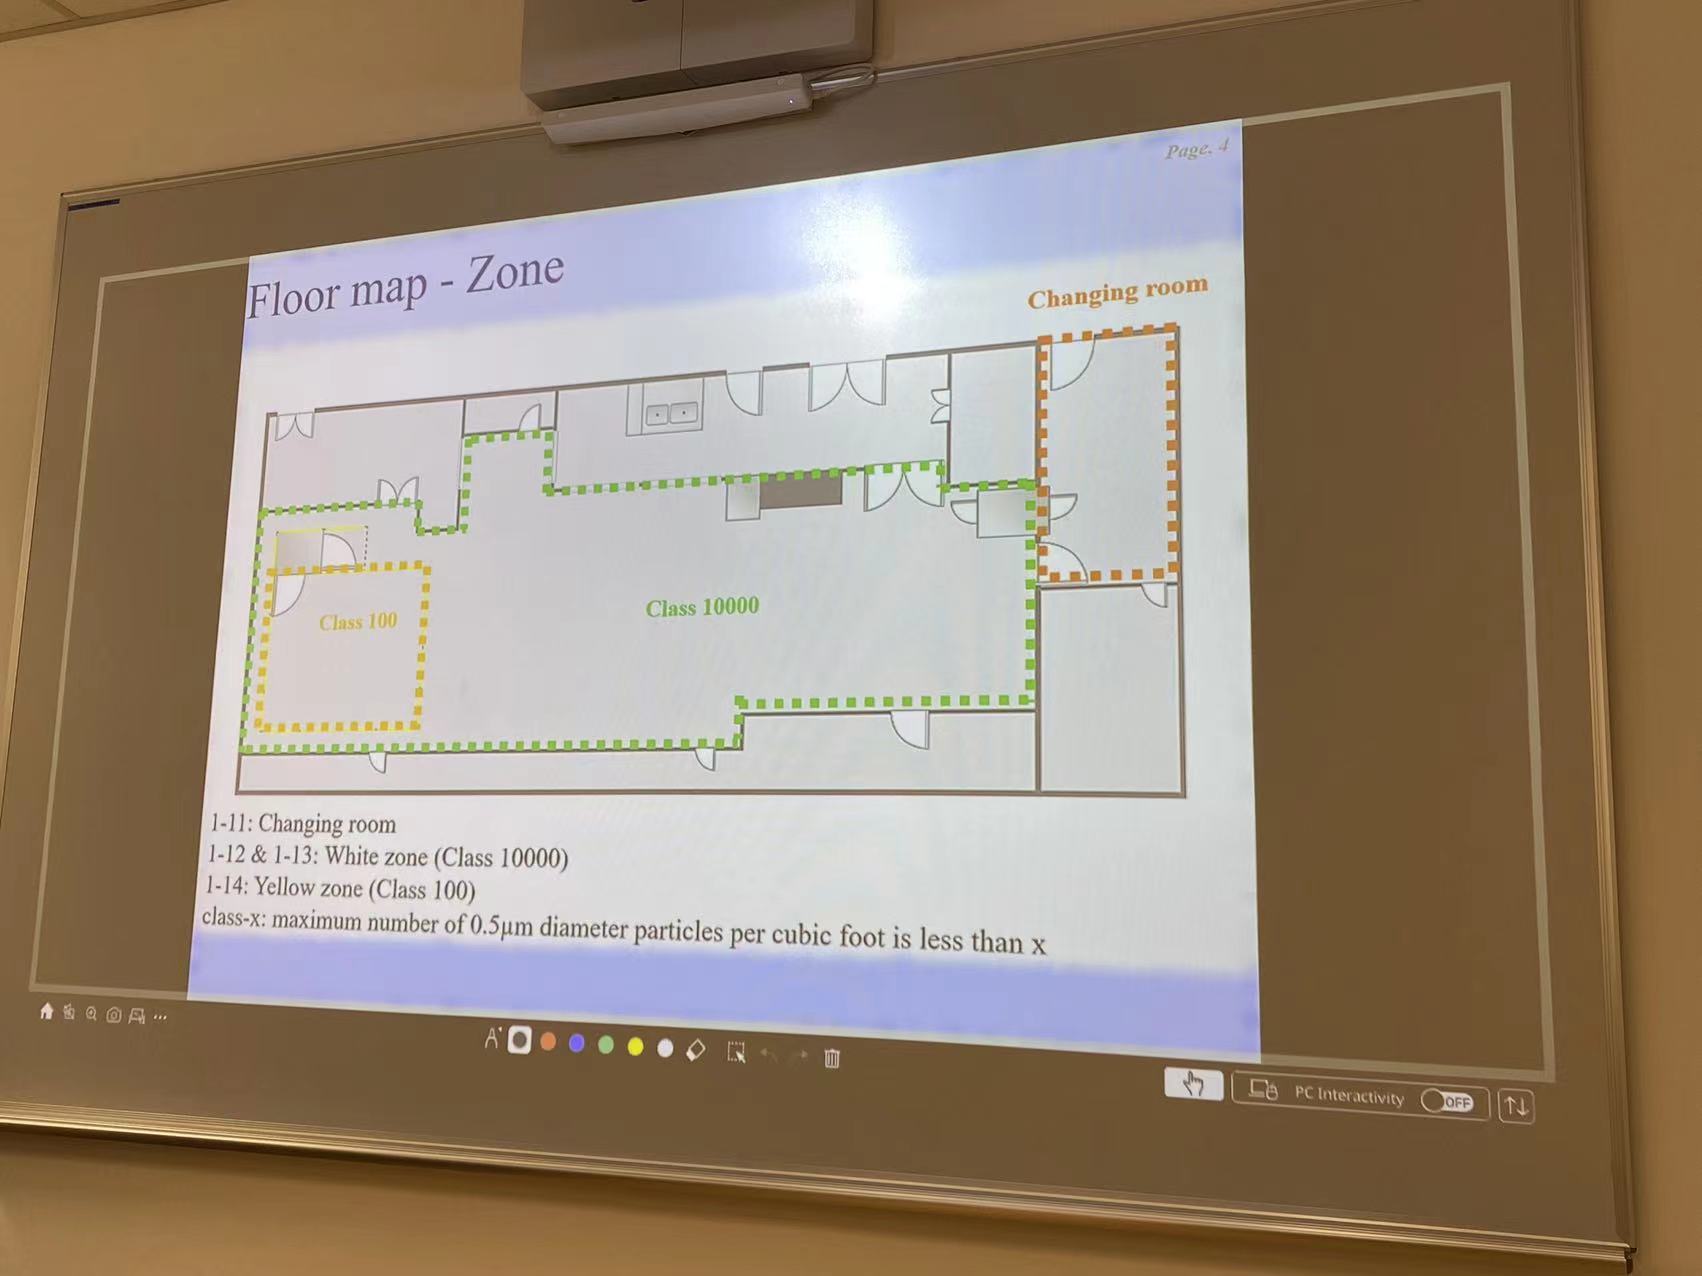 Page. 4
Floor map - Zone
Changing room
Class 100
Class 10000
1-11: Changing room
1-12 & 1-13: White zone (Class 10000)
1-14: Yellow zone (Class 100)
class-x: maximum number of 0.5μm diameter particles per cubic foot is less than x
A
PC Interactivity
OFF